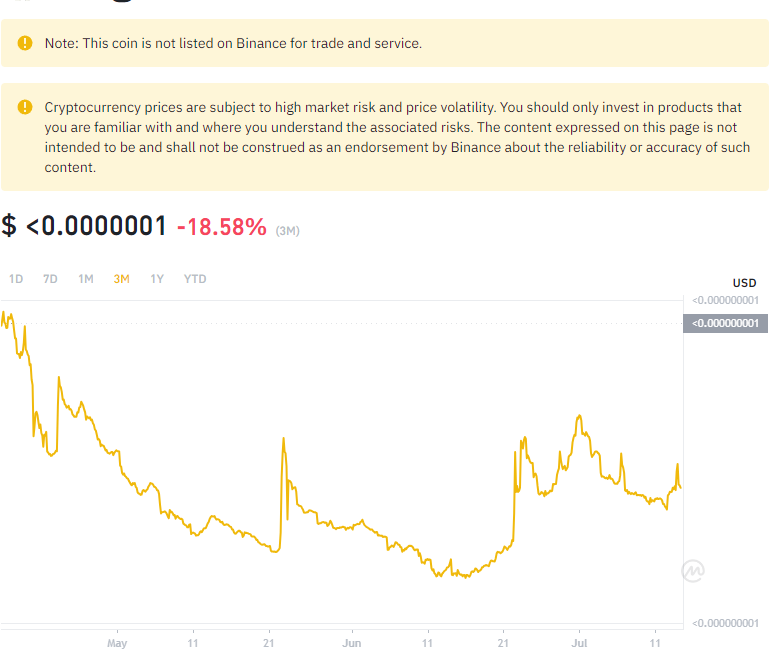 Note: This coin is not listed on Binance for trade and service.
Cryptocurrency prices are subject to high market risk and price volatility. You should only invest in products that
you are familiar with and where you understand the associated risks. The content expressed on this page is not
intended to be and shall not be construed as an endorsement by Binance about the reliability or accuracy of such
content.
$ <0.0000001 -18.58% (3M)
1D 7D 1M 3M 1Y YTD
USD
<0.000000001
<0.000000001
<0.000000001
May 11 21 Jun 11 21 Jul 11